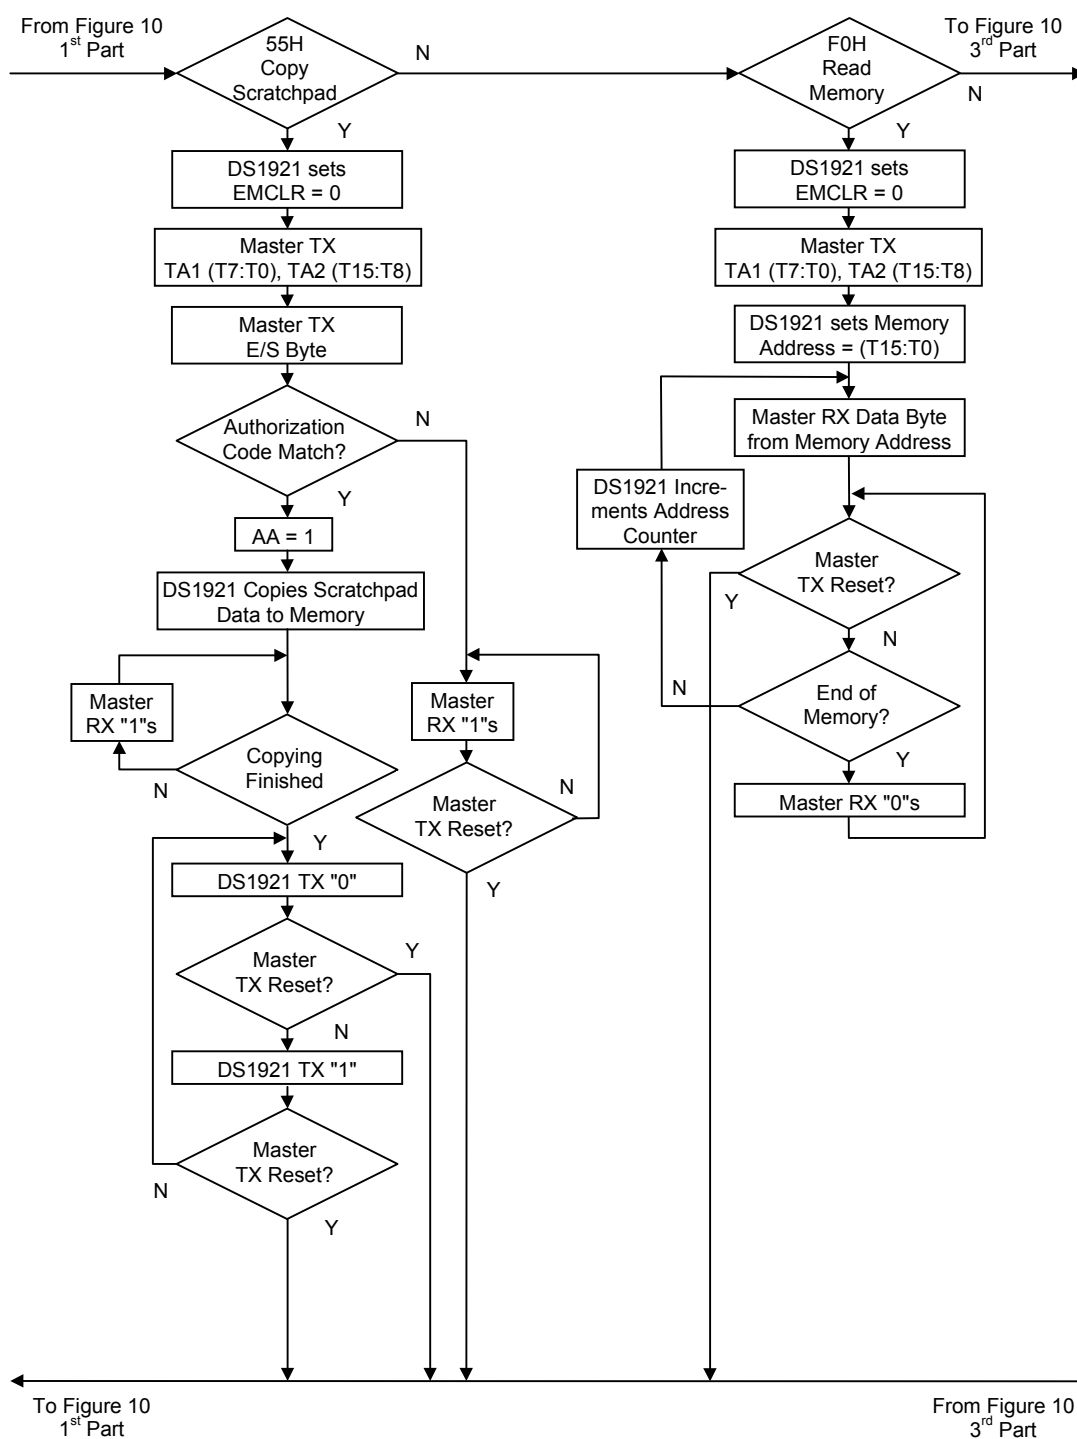 From Figure 10
1st Part
55H
Copy
Scratchpad
N
Y
F0H
Read
Memory
To Figure 10
3rd Part
N
Y
DS1921 sets
EMCLR = 0
Master TX
TA1 (T7:T0), TA2 (T15:T8)
Master TX
E/S Byte
Authorization
Code Match?
N
Y
AA = 1
DS1921 Copies Scratchpad
Data to Memory
Master
RX "1"s
Copying
Finished
N
Y
DS1921 TX "0"
Master
TX Reset?
Y
N
DS1921 TX "1"
Master
TX Reset?
N
Y
Master
RX "1"s
Master
TX Reset?
N
Y
DS1921 sets
EMCLR = 0
Master TX
TA1 (T7:T0), TA2 (T15:T8)
DS1921 sets Memory
Address = (T15:T0)
Master RX Data Byte
from Memory Address
DS1921 Incre-
ments Address
Counter
Master
TX Reset?
Y
N
End of
Memory?
N
Y
Master RX "0"s
To Figure 10
1st Part
From Figure 10
3rd Part